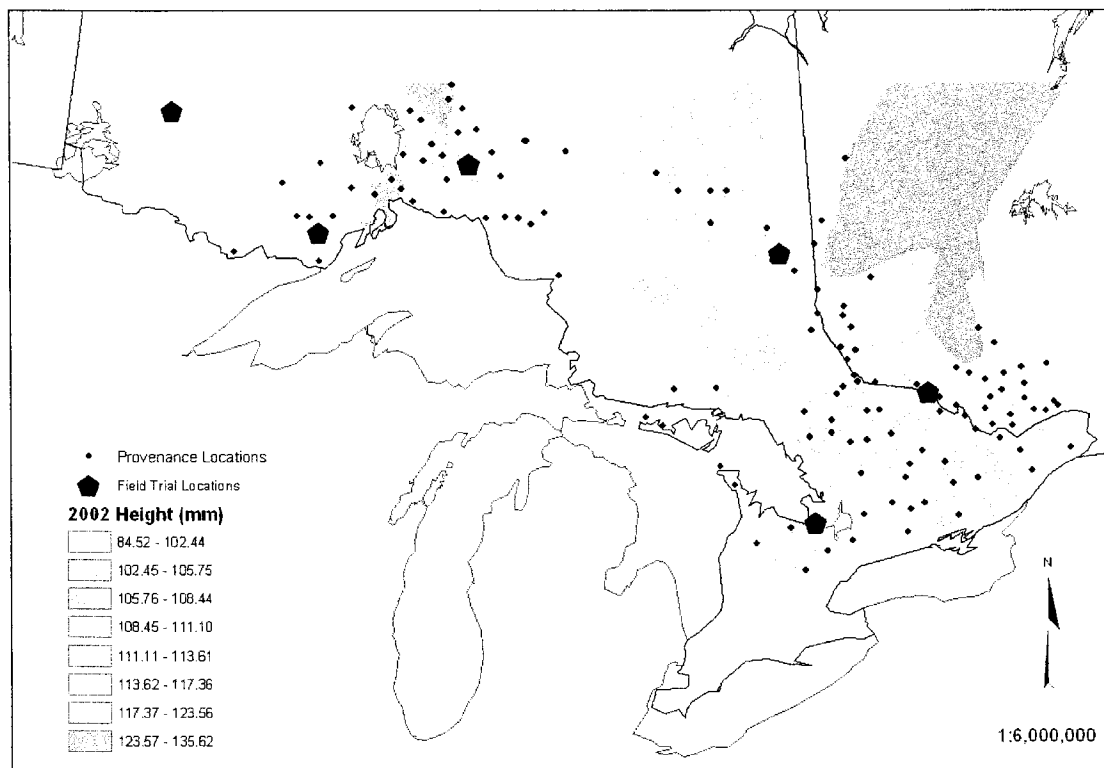 Provenance Locations
Field Trial Locations
2002 Height (mm)
84.52 - 102.44
102.45 - 105.75
105.76 - 108.44
108.45 - 111.10
111.11 - 113.61
113.62 - 117.36
117.37 - 123.56
123.57 - 135.62
N
1:6,000,000